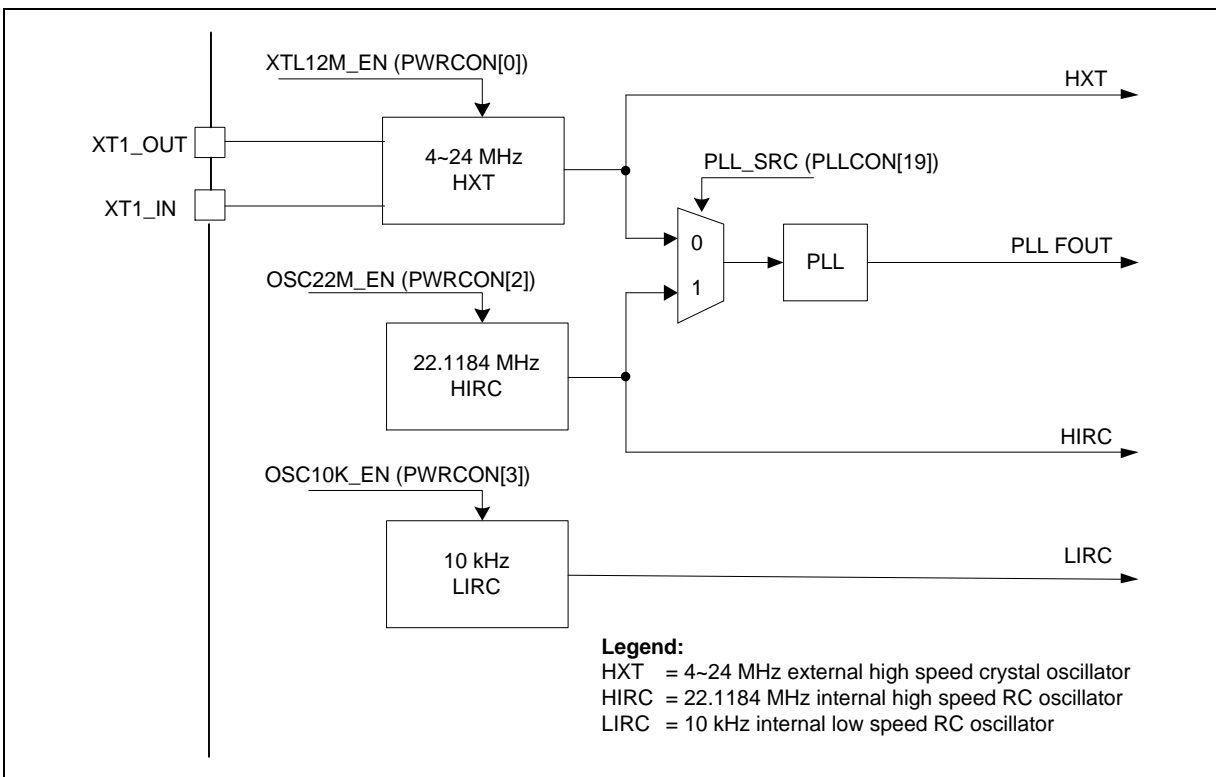 XTL12M_EN (PWRCON[0])
HXT
XT1_OUT
4~24 MHz
HXT
PLL_SRC (PLLCON[19])
XT1_IN
0
PLL
PLL FOUT
1
OSC22M_EN (PWRCON[2])
22.1184 MHz
HIRC
HIRC
OSC10K_EN (PWRCON[3])
10 kHz
LIRC
LIRC
Legend:
HXT = 4~24 MHz external high speed crystal oscillator
HIRC = 22.1184 MHz internal high speed RC oscillator
LIRC = 10 kHz internal low speed RC oscillator